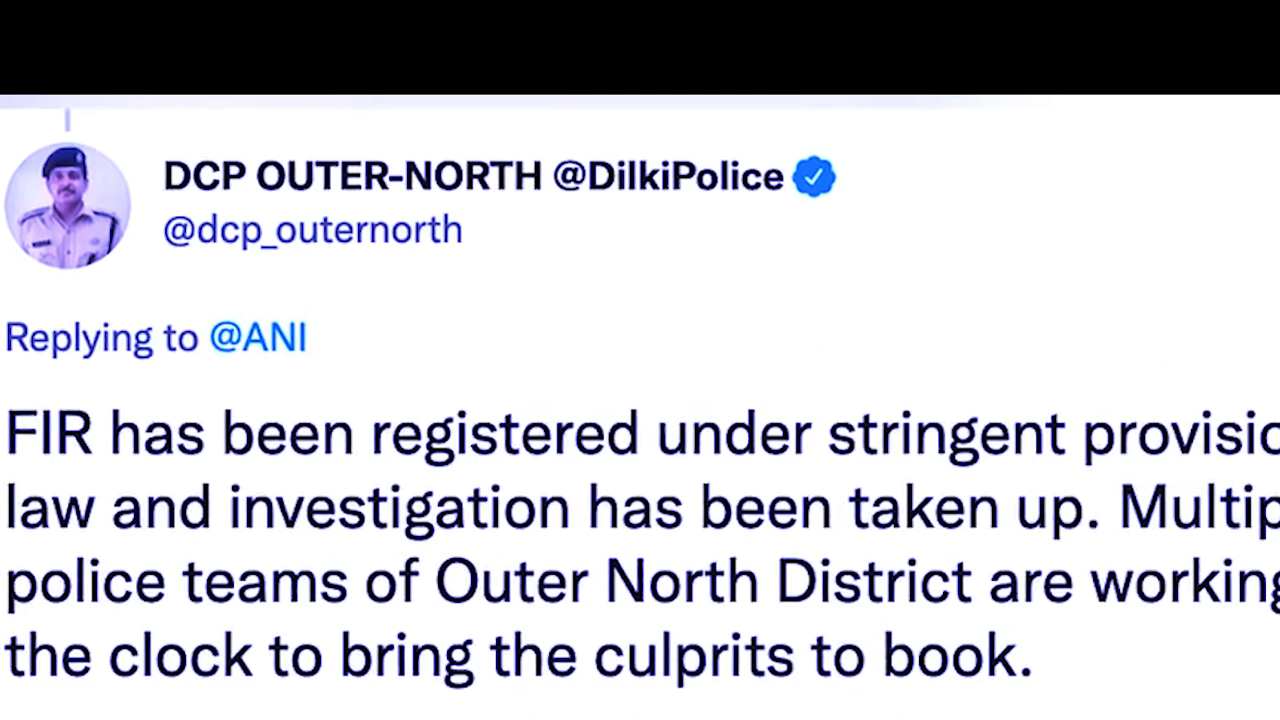 DCP OUTER-NORTH @DilkiPolice
@dcp_outernorth
Replying to @ANI
FIR has been registered under stringent
law and investigation has been taken up.
police teams of Outer North District are
the clock to bring the culprits to book.